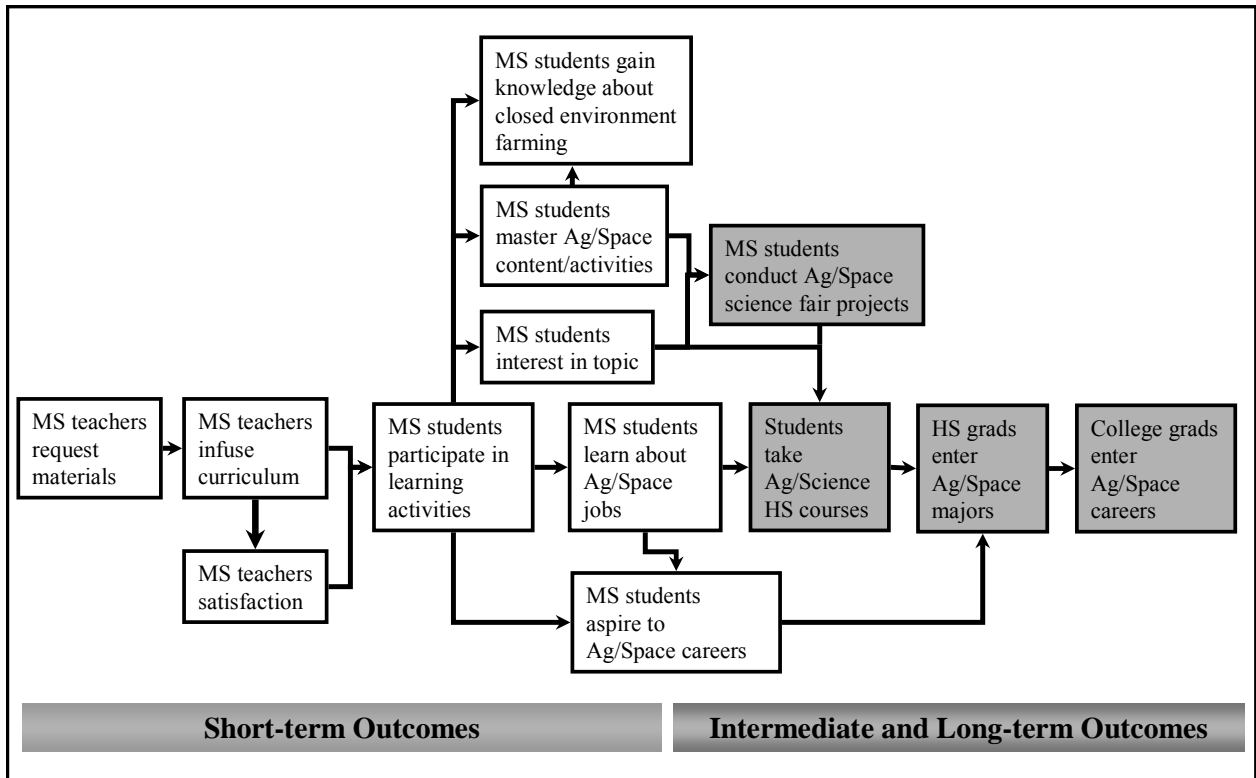 MS students gain
knowledge about
closed environment
farming
MS students
master Ag/Space
content/activities
MS students
conduct Ag/Space
science fair projects
MS students
interest in topic
MS teachers
request
materials
MS teachers
infuse
curriculum
MS students
participate in
learning
activities
MS students
learn about
Ag/Space
jobs
Students
take
Ag/Science
HS courses
HS grads
enter
Ag/Space
majors
College grads
enter
Ag/Space
careers
MS teachers
satisfaction
MS students
aspire to
Ag/Space careers
Short-term Outcomes
Intermediate and Long-term Outcomes